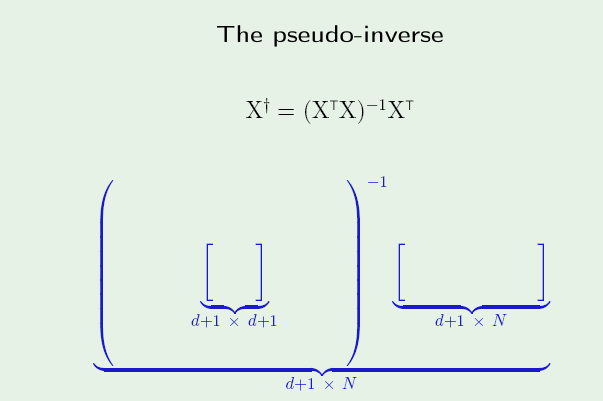 The pseudo-inverse
X† = (XᵀX)⁻¹Xᵀ
−1
d+1 × d+1
d+1 × N
d+1 × N